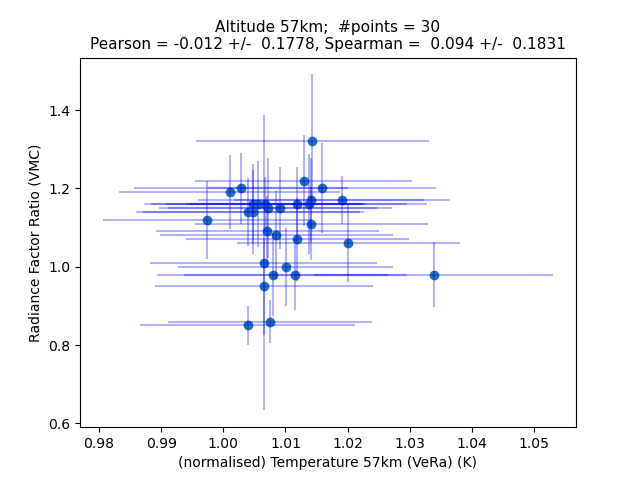 Altitude 57km;  #points = 30
Pearson = -0.012 +/-  0.1778, Spearman =  0.094 +/-  0.1831
1.4
1.2
1.0
0.8
0.6
Radiance Factor Ratio (VMC)
0.98 0.99 1.00 1.01 1.02 1.03 1.04 1.05
(normalised) Temperature 57km (VeRa) (K)